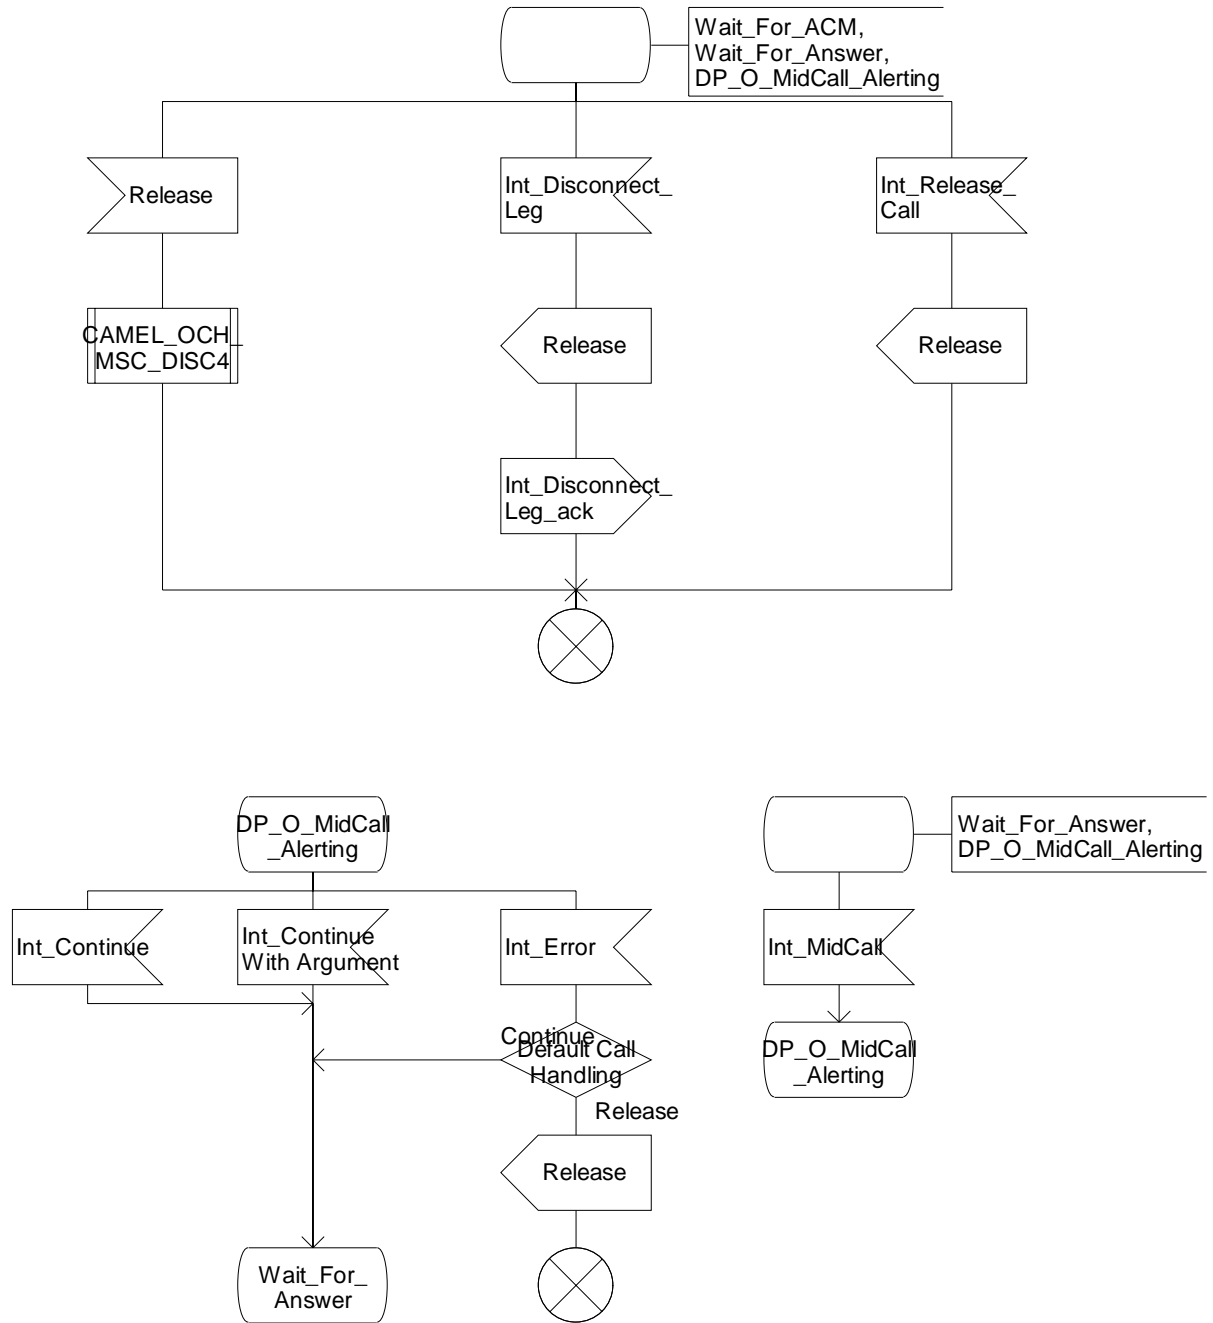 Wait_For_ACM,
Wait_For_Answer,
DP_O_MidCall_Alerting
Release
Int_Disconnect_
Leg
Int_Release_
Call
CAMEL_OCH_
MSC_DISC4
Release
Release
Int_Disconnect_
Leg_ack
DP_O_MidCall
_Alerting
Wait_For_Answer,
DP_O_MidCall_Alerting
Int_Continue
Int_Continue
With Argument
Int_Error
Int_MidCall
Continue
Default Call
Handling
DP_O_MidCall
_Alerting
Release
Release
Wait_For_
Answer